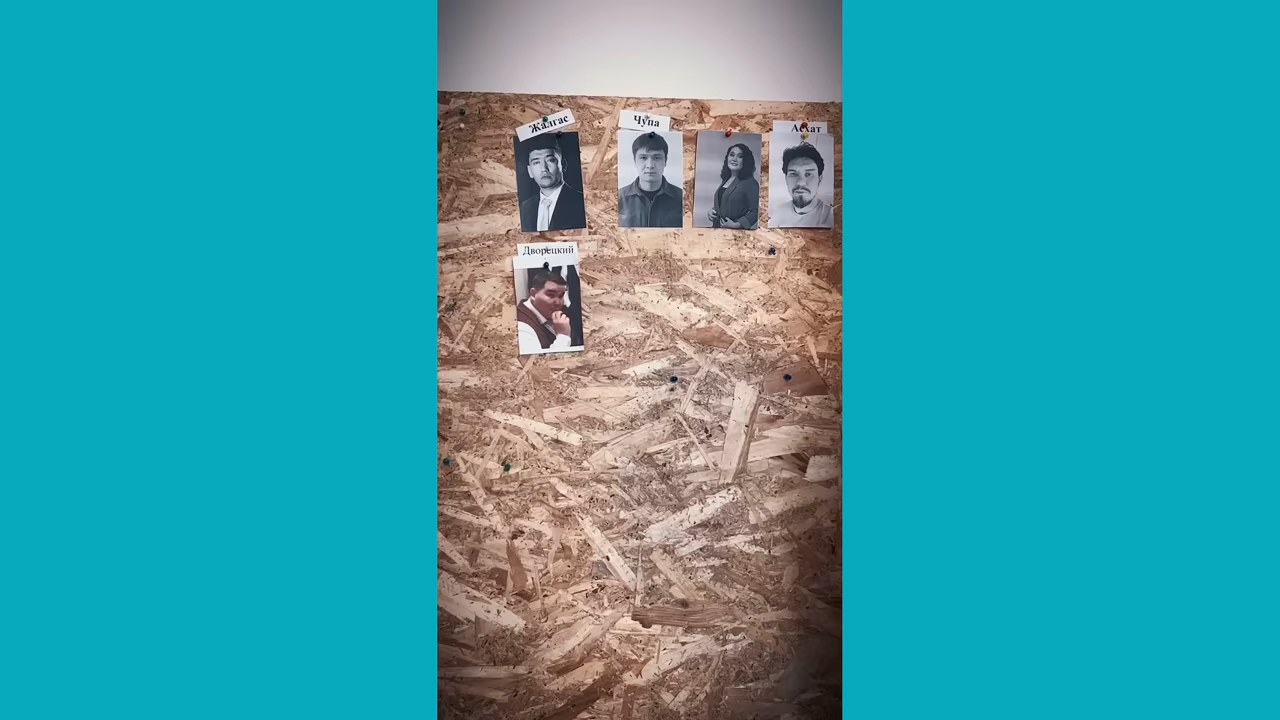 Жалгас
Чупа
Асхат
Дворецкий